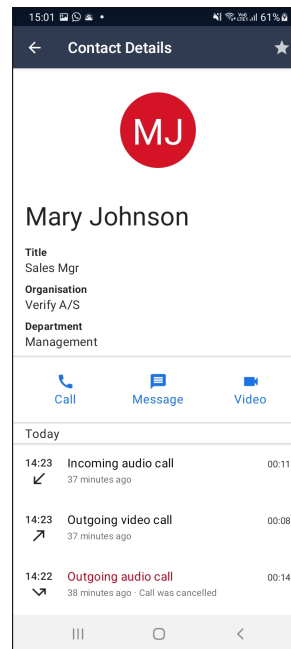 15:01 61%
Contact Details
MJ
Mary Johnson
Title
Sales Mgr
Organisation
Verify A/S
Department
Management
Call Message Video
Today
14:23 Incoming audio call 00:11
37 minutes ago
14:23 Outgoing video call 00:08
37 minutes ago
14:22 Outgoing audio call 00:14
38 minutes ago · Call was cancelled